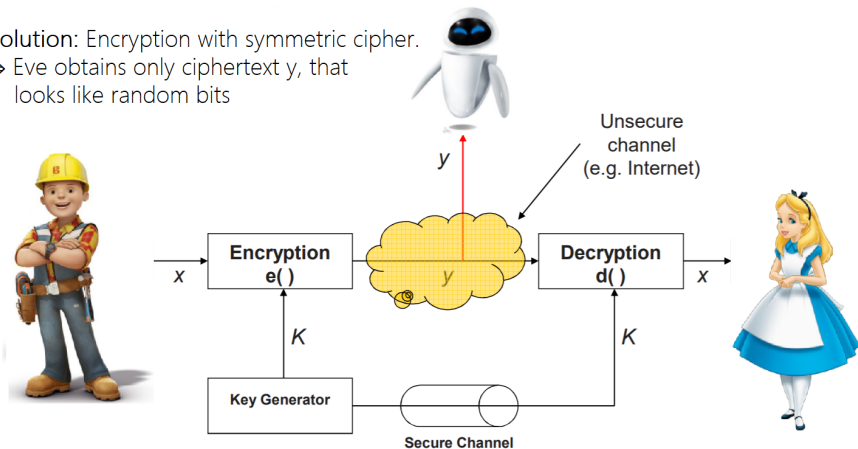 olution: Encryption with symmetric cipher.
Eve obtains only ciphertext y, that
looks like random bits
Unsecure
channel
(e.g. Internet)
y
B
Encryption
e( )
y
Decryption
d( )
x
x
K
K
Key Generator
Secure Channel